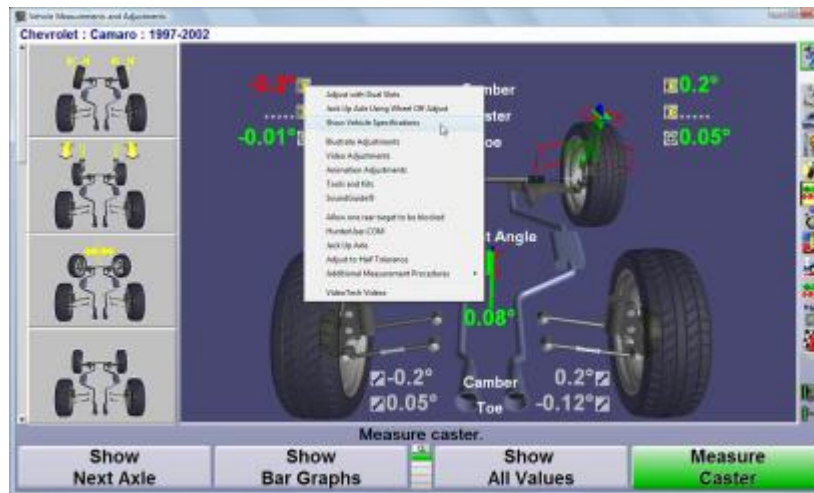 Vehicle Measurements and Adjustments
Chevrolet : Camaro : 1997-2002
-0.2° Camber 0.2°
..... Caster .....
-0.01° Toe 0.05°
Adjust with Dual Slots
Jack Up Axle Using Wheel Off Adjust
Show Vehicle Specifications
Illustrate Adjustments
Video Adjustments
Animation Adjustments
Tools and Kits
SoundGuide®
Allow one rear target to be blocked
HunterUser.COM
Jack Up Axle
Adjust to Half Tolerance
Additional Measurement Procedures
VideoTech Videos
t Angle
0.08°
-0.2° Camber 0.2°
0.05° Toe -0.12°
Measure caster.
Show Next Axle
Show Bar Graphs
Show All Values
Measure Caster